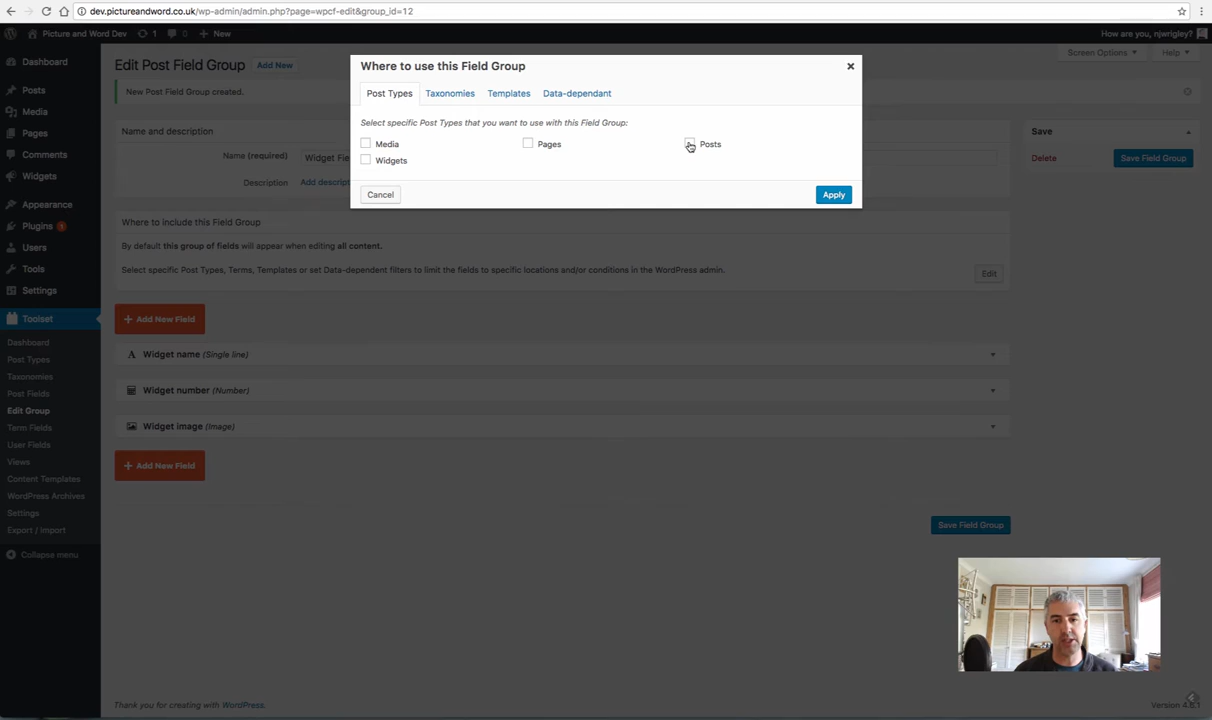 dev.pictureandword.co.uk/wp-admin/admin.php?page=wpcf-edit&group_id=12
Picture and Word Dev 1 0 + New How are you, njwrigley?
Screen Options Help
Dashboard
Posts
Media
Pages
Comments
Widgets
Appearance
Plugins 1
Users
Tools
Settings
Toolset
Dashboard
Post Types
Taxonomies
Post Fields
Edit Group
Term Fields
User Fields
Views
Content Templates
WordPress Archives
Settings
Export / Import
Collapse menu
Edit Post Field Group Add New
New Post Field Group created.
Name and description
Name (required) Widget Fie
Description Add descript
Where to use this Field Group
Post Types Taxonomies Templates Data-dependant
Select specific Post Types that you want to use with this Field Group:
Media Pages Posts
Widgets
Cancel Apply
Save
Delete Save Field Group
Where to include this Field Group
By default this group of fields will appear when editing all content.
Select specific Post Types, Terms, Templates or set Data-dependent filters to limit the fields to specific locations and/or conditions in the WordPress admin.
Edit
+ Add New Field
A Widget name (Single line)
Widget number (Number)
Widget image (Image)
+ Add New Field
Save Field Group
Thank you for creating with WordPress.
Version